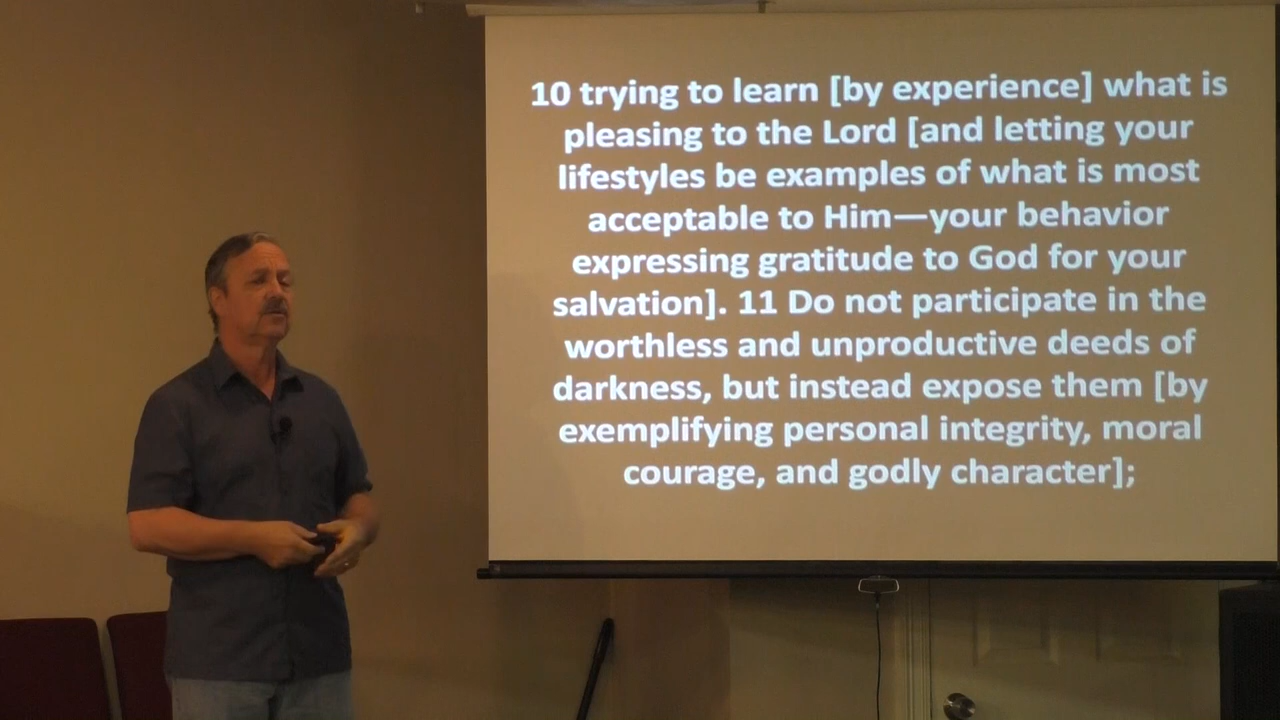 10 trying to learn [by experience] what is
pleasing to the Lord [and letting your
lifestyles be examples of what is most
acceptable to Him—your behavior
expressing gratitude to God for your
salvation]. 11 Do not participate in the
worthless and unproductive deeds of
darkness, but instead expose them [by
exemplifying personal integrity, moral
courage, and godly character];